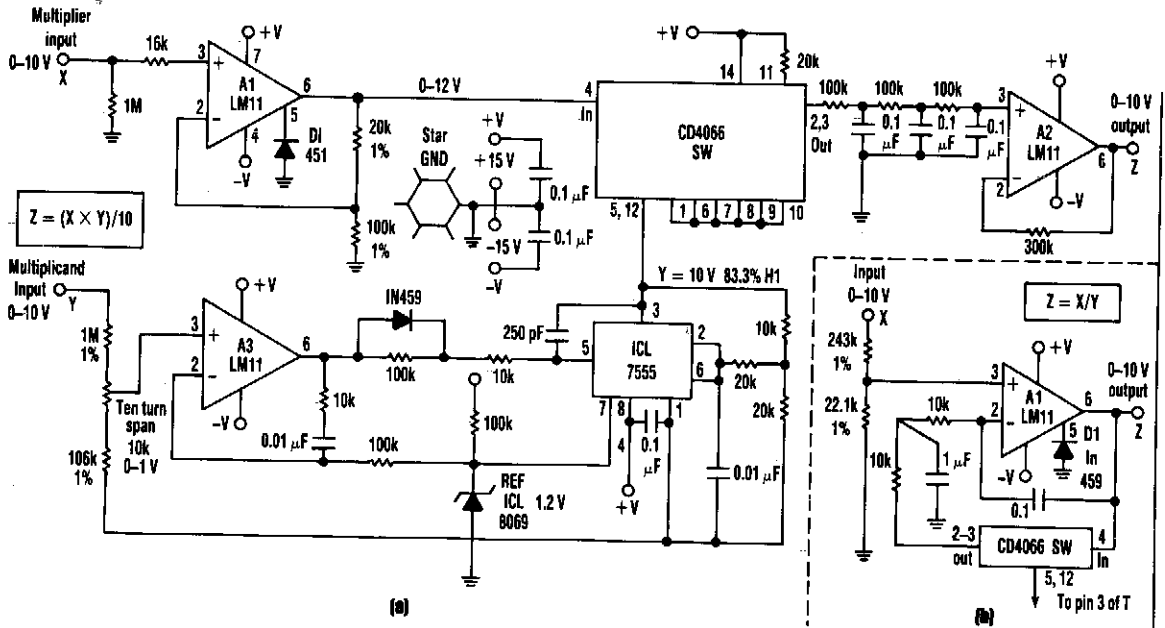 Multiplier
input
0–10 V
X
16k
1M
3
+
2
–
A1
LM11
+V
7
6
5
4
–V
DI
451
0–12 V
20k
1%
100k
1%
Star
GND
+V
+15 V
–15 V
–V
0.1 μF
0.1 μF
+V
14
11
20k
4
In
CD4066
SW
2,3
Out
5, 12
1
6
7
8
9
10
100k
100k
100k
0.1
μF
0.1
μF
0.1
μF
3
+
2
–
A2
LM11
+V
6
–V
0–10 V
output
Z
300k
Z = (X × Y)/10
Multiplicand
Input
0–10 V
Y
1M
1%
Ten turn
span
10k
0–1 V
106k
1%
3
+
2
–
A3
LM11
+V
6
–V
IN459
100k
10k
10k
0.01 μF
100k
250 pF
Y = 10 V 83.3% H1
3
5
ICL
7555
2
6
7
8
1
4
0.1
μF
+V
100k
REF
ICL
8069
1.2 V
10k
20k
20k
0.01 μF
(a)
Input
0–10 V
X
Z = X/Y
243k
1%
22.1k
1%
3
+
2
–
A1
LM11
+V
6
5
–V
D1
In
459
0–10 V
output
Z
10k
10k
1
μF
0.1
2–3
out
CD4066 SW
4
In
5, 12
To pin 3 of T
(b)